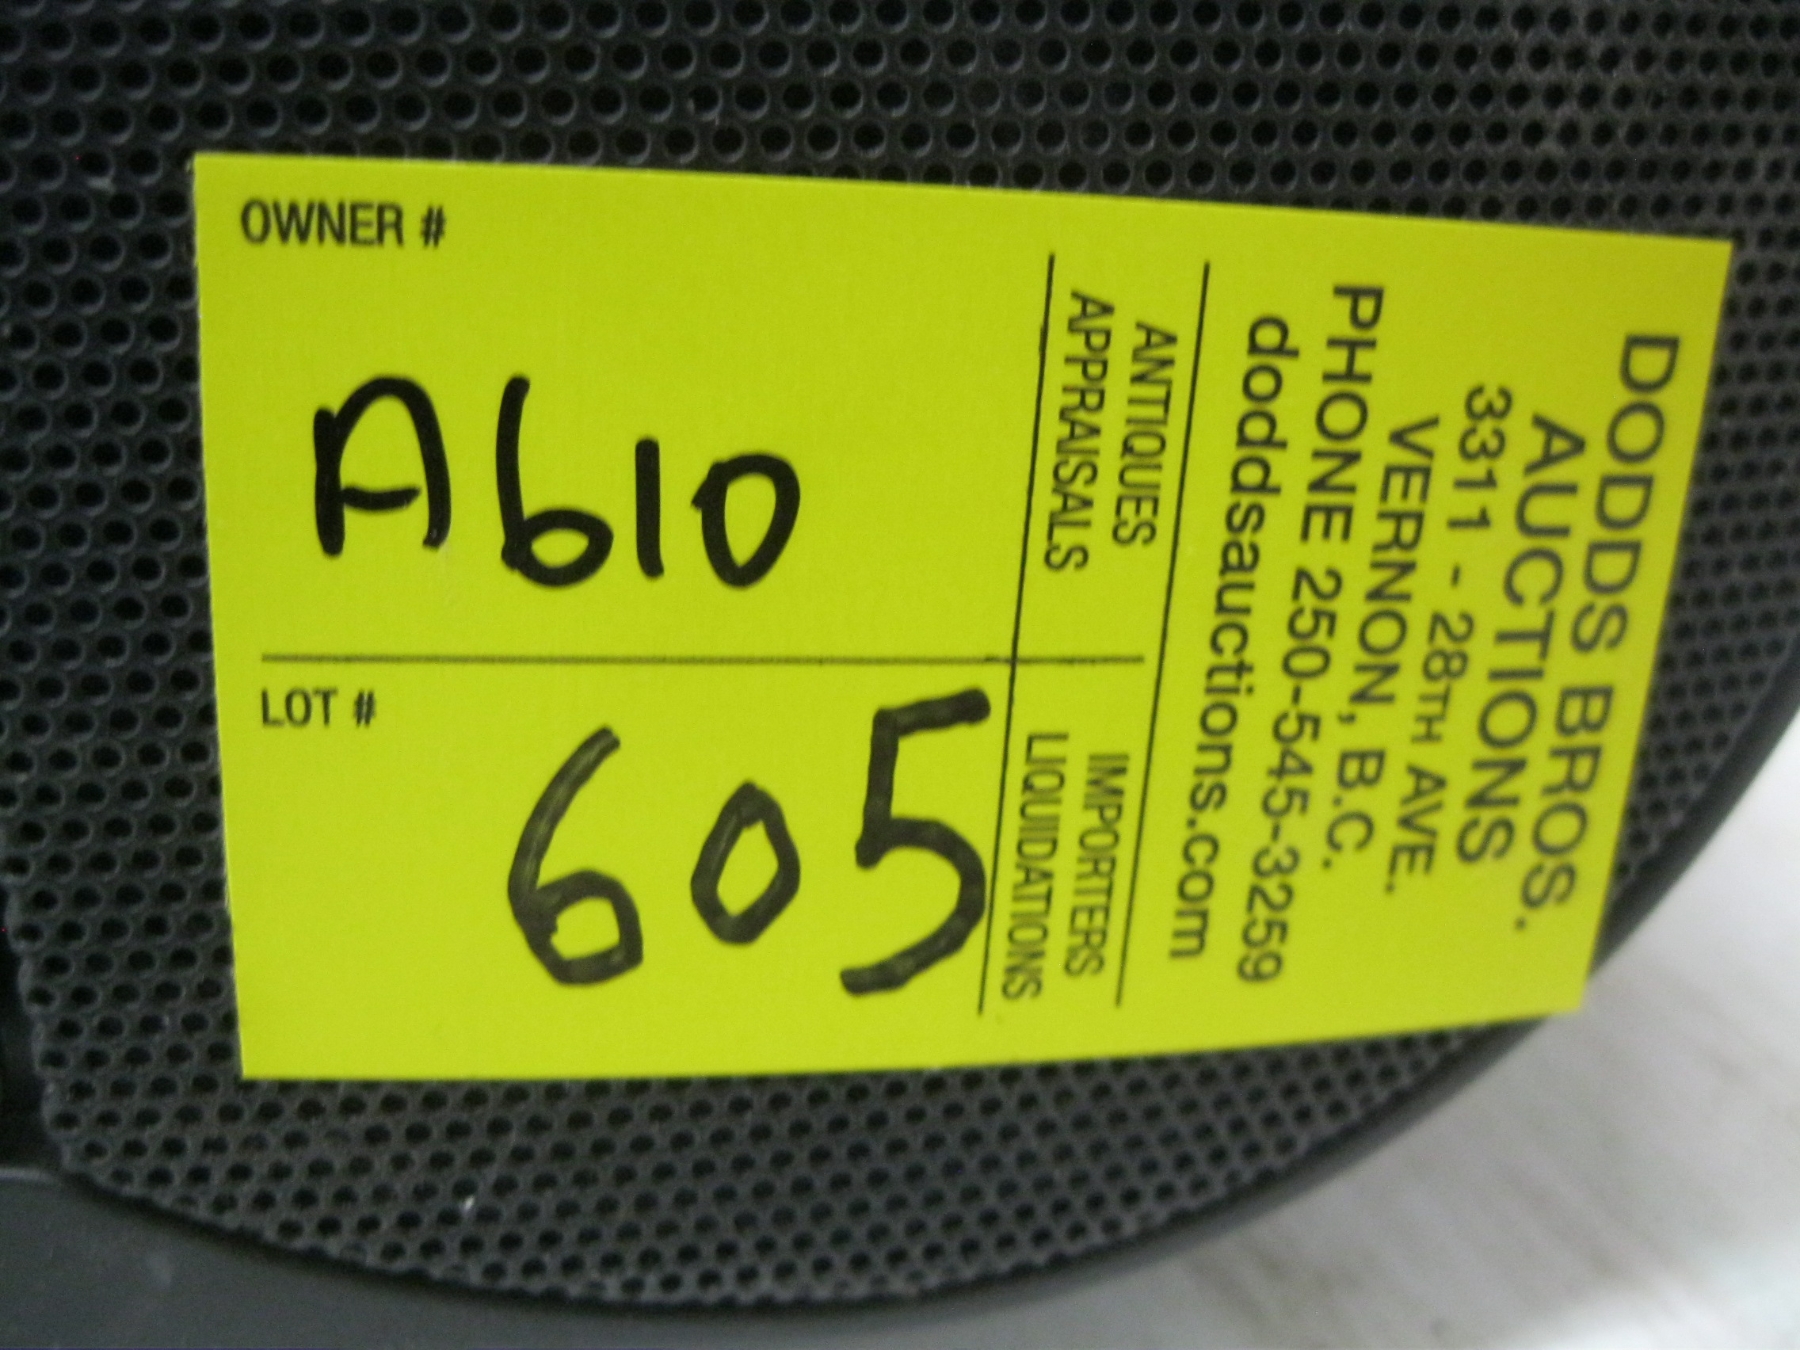 OWNER #
A610
LOT #
605
DODDS BROS.
AUCTIONS
3311 - 28TH AVE.
VERNON, B.C.
PHONE 250-545-3259
doddsauctions.com
ANTIQUES
APPRAISALS
IMPORTERS
LIQUIDATIONS